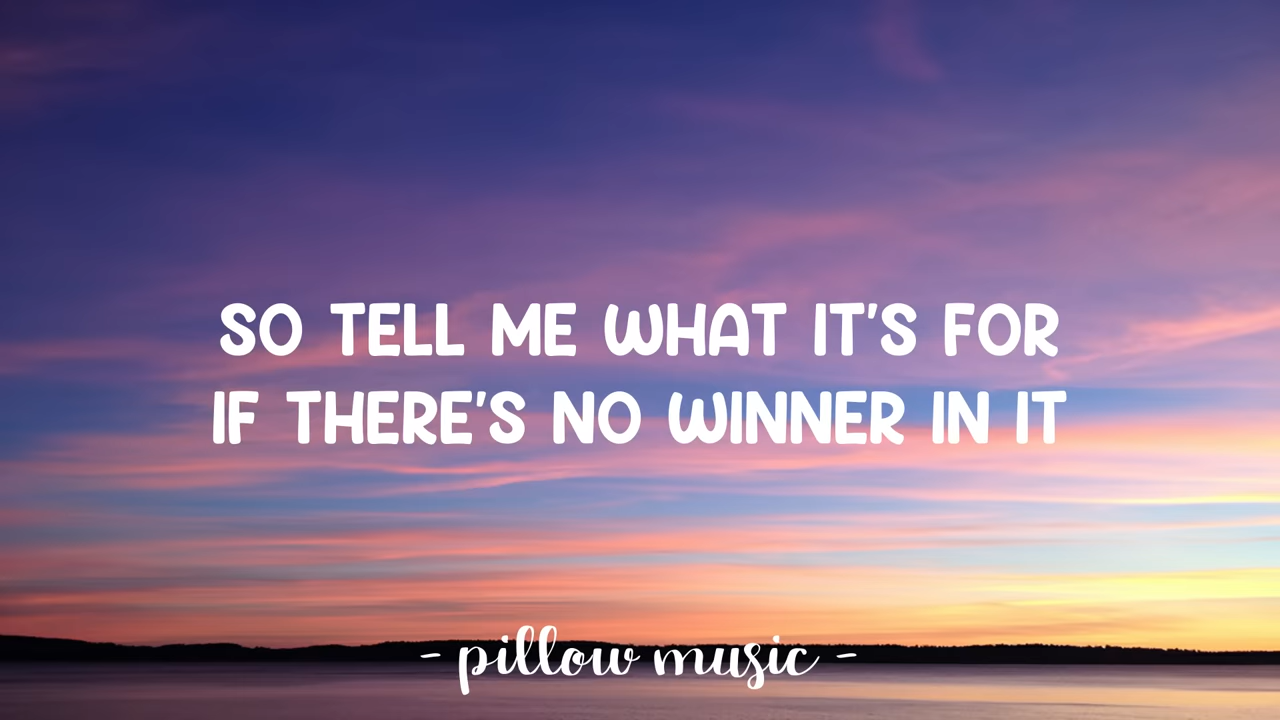 SO TELL ME WHAT IT'S FOR
IF THERE'S NO WINNER IN IT
- pillow music -